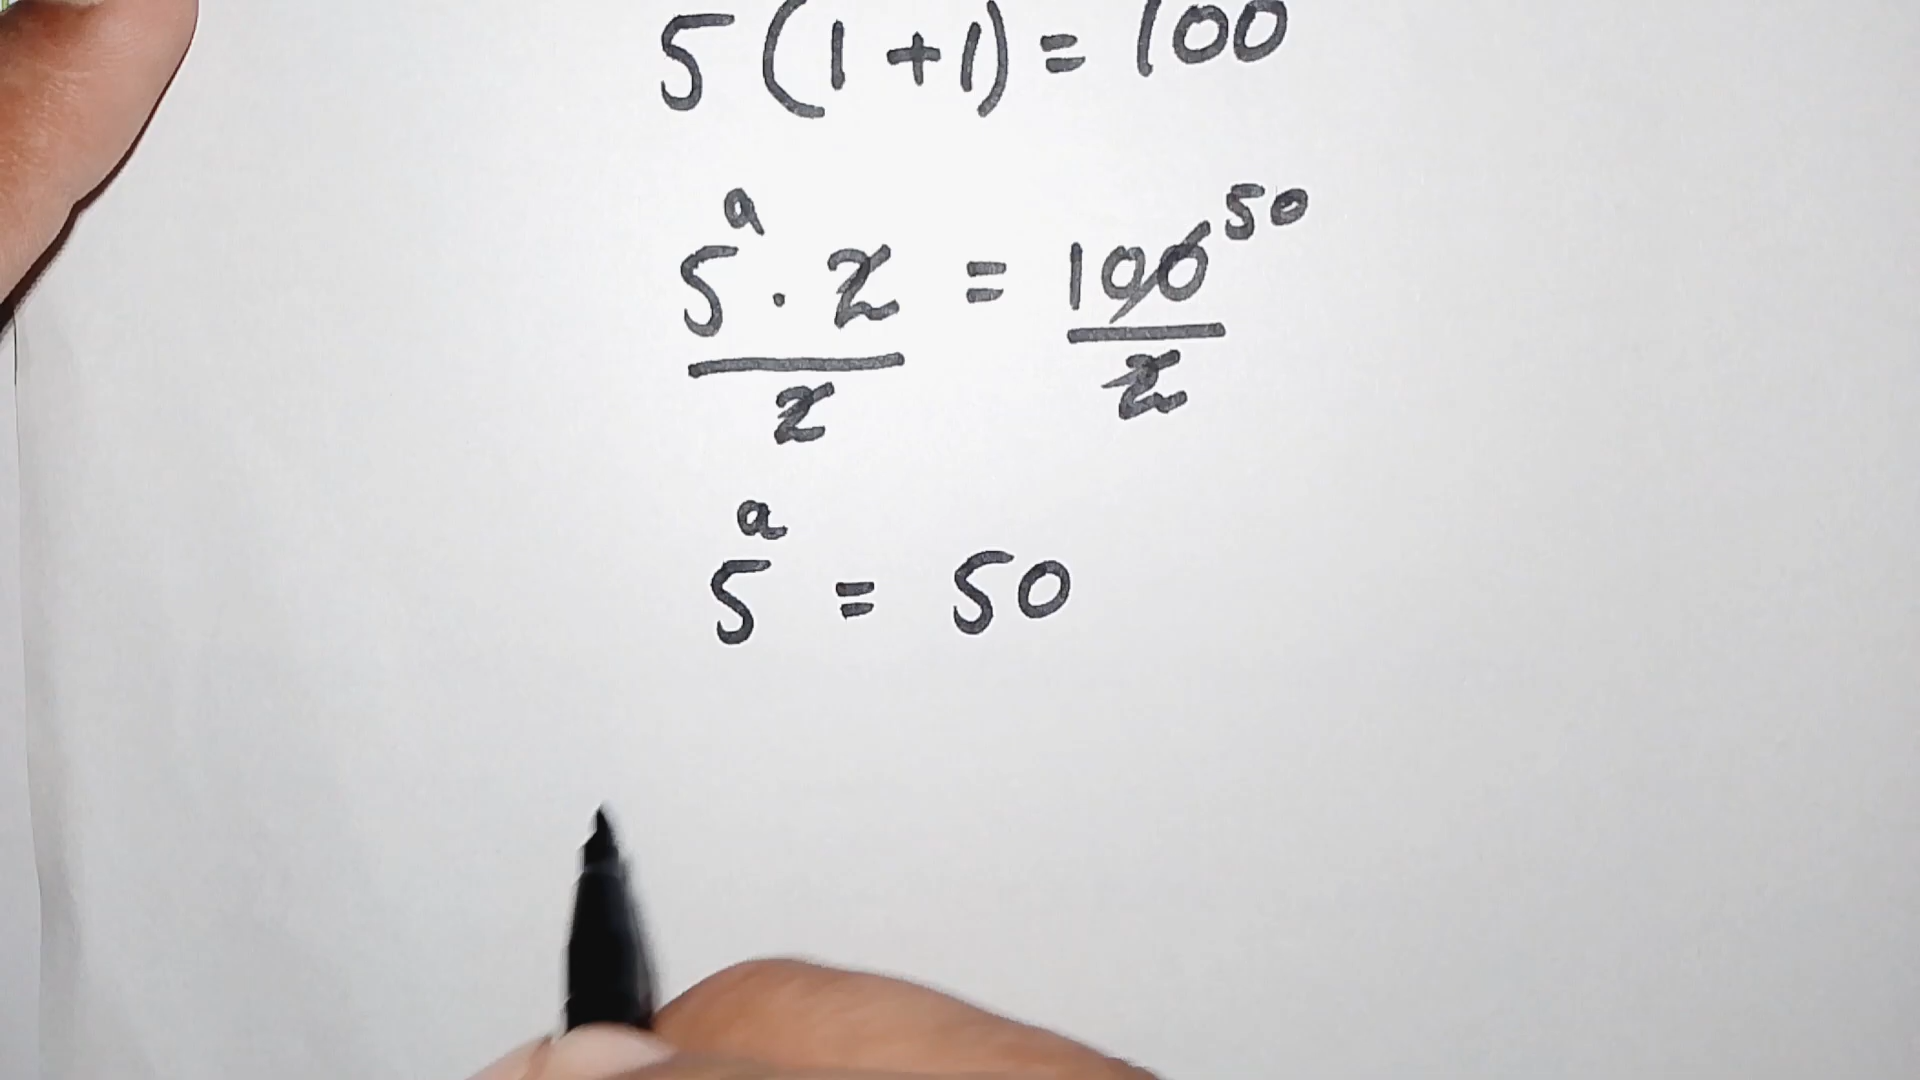 5(1+1)=100
5^a · 2 = 100 50
2 2
5^a = 50